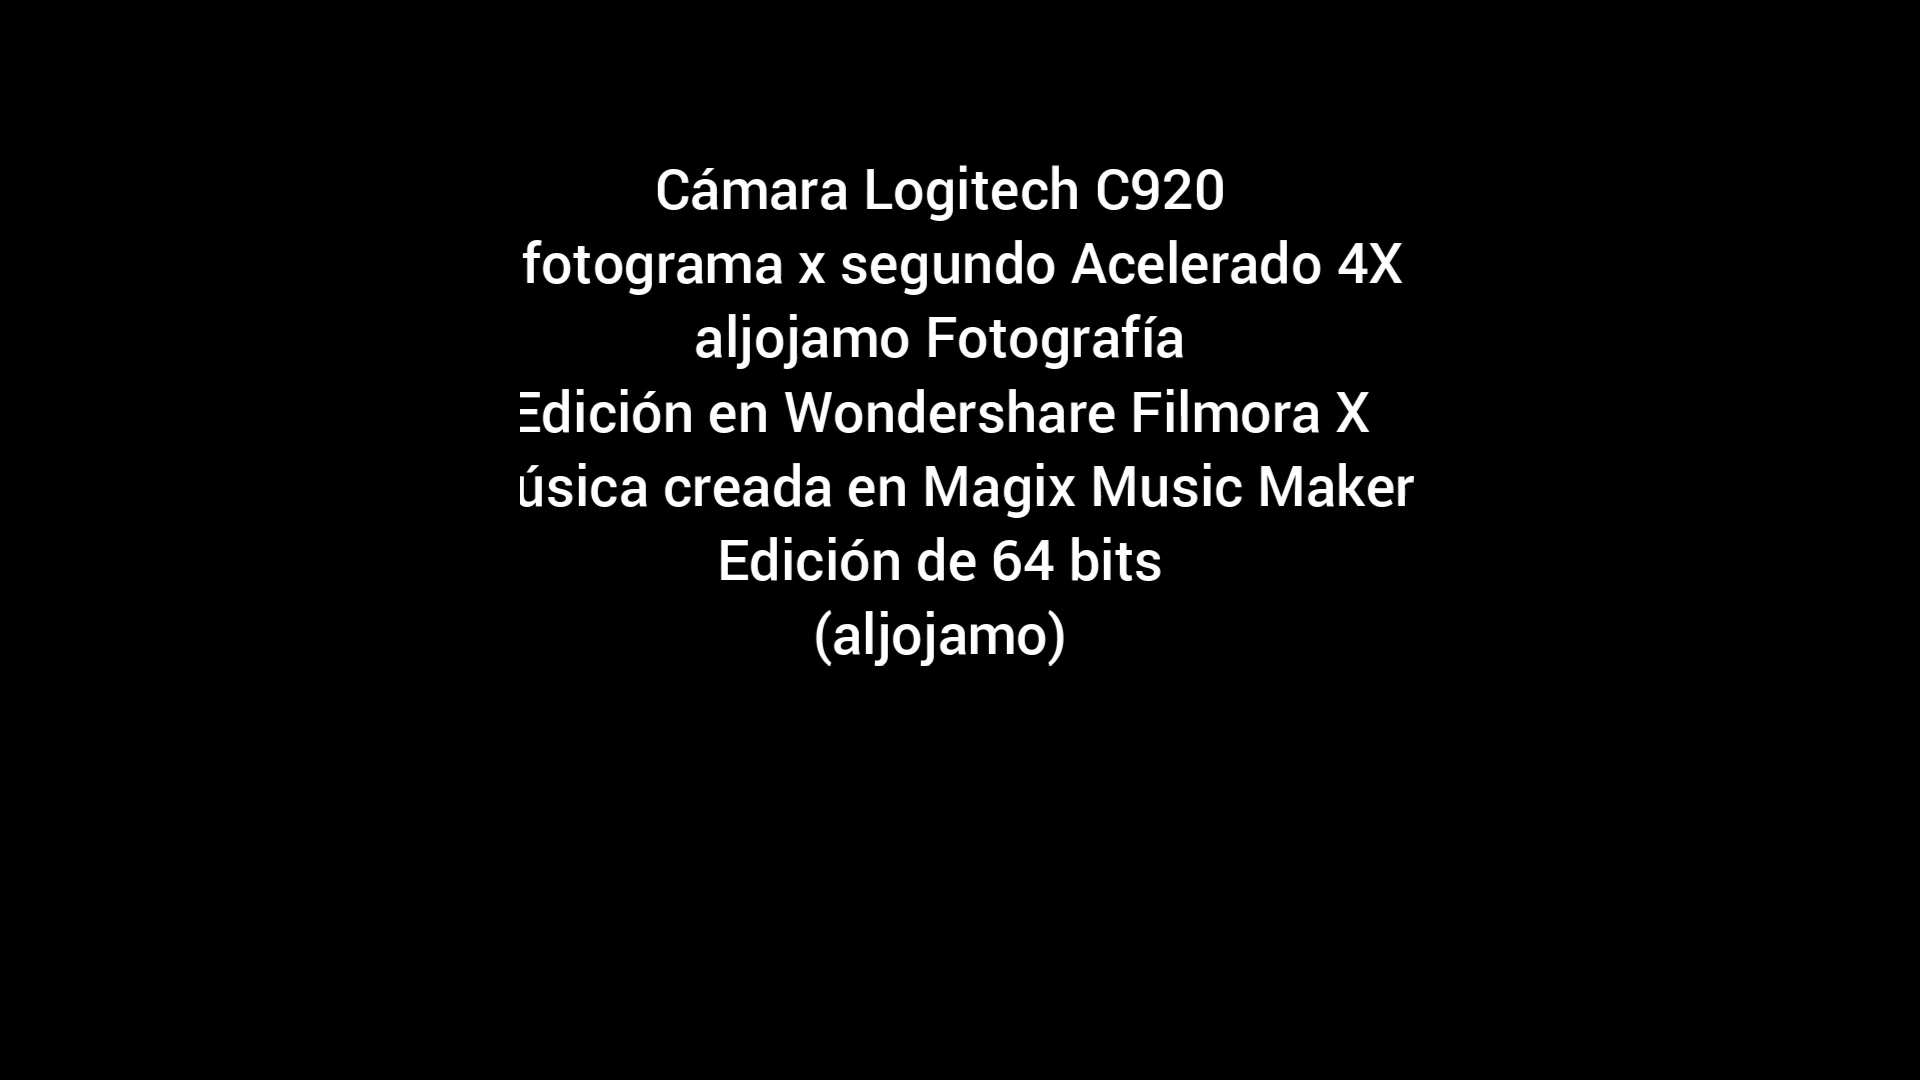 Cámara Logitech C920
fotograma x segundo Acelerado 4X
aljojamo Fotografía
Edición en Wondershare Filmora X
úsica creada en Magix Music Maker
Edición de 64 bits
(aljojamo)